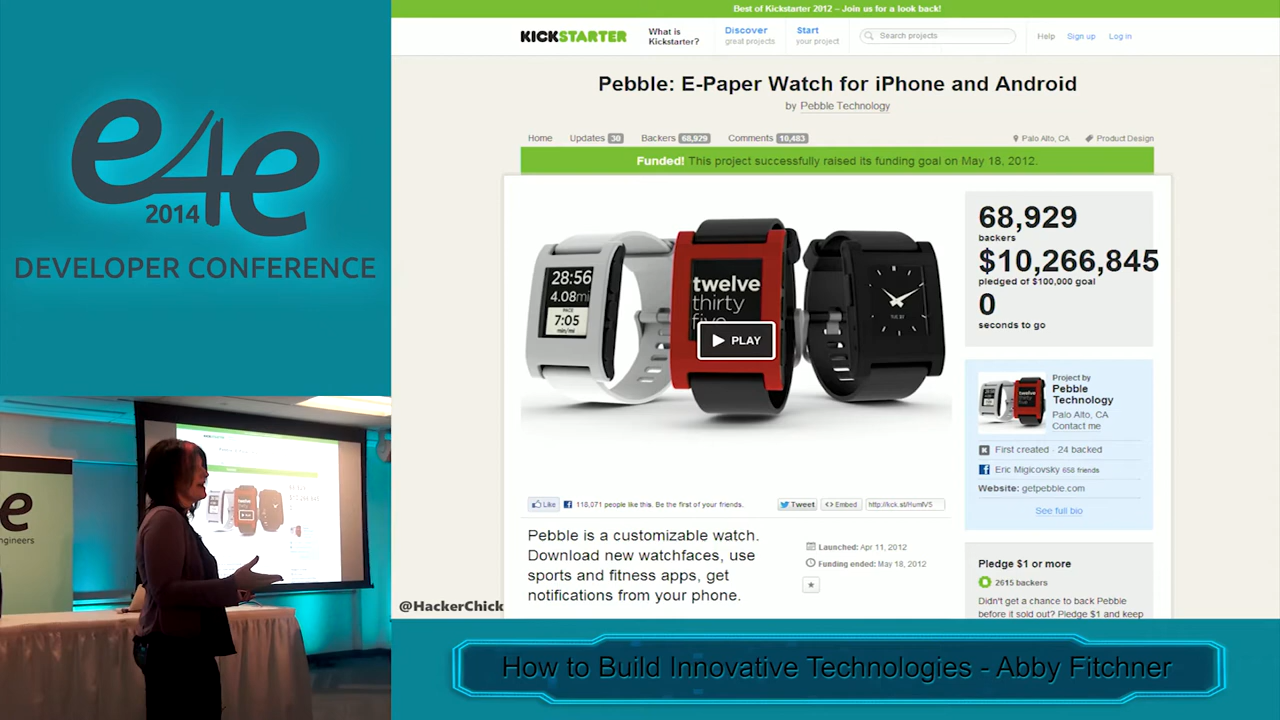 e4e
2014
DEVELOPER CONFERENCE
e
engineers
Best of Kickstarter 2012 – Join us for a look back!
KICKSTARTER
What is
Kickstarter?
Discover
great projects
Start
your project
Search projects
Help
Sign up
Log in
Pebble: E-Paper Watch for iPhone and Android
by Pebble Technology
Home
Updates 30
Backers 68,929
Comments 10,483
Palo Alto, CA
Product Design
Funded! This project successfully raised its funding goal on May 18, 2012.
28:56
4.08mi
PACE
7:05
min/mi
twelve
thirty
five
PLAY
68,929
backers
$10,266,845
pledged of $100,000 goal
0
seconds to go
Project by
Pebble
Technology
Palo Alto, CA
Contact me
First created · 24 backed
Eric Migicovsky 658 friends
Website: getpebble.com
See full bio
Like
118,071 people like this. Be the first of your friends.
Tweet
Embed
http://kck.st/HumIV5
Pebble is a customizable watch.
Download new watchfaces, use
sports and fitness apps, get
notifications from your phone.
Launched: Apr 11, 2012
Funding ended: May 18, 2012
Pledge $1 or more
2615 backers
Didn't get a chance to back Pebble
before it sold out? Pledge $1 and keep
@HackerChick
How to Build Innovative Technologies - Abby Fitchner